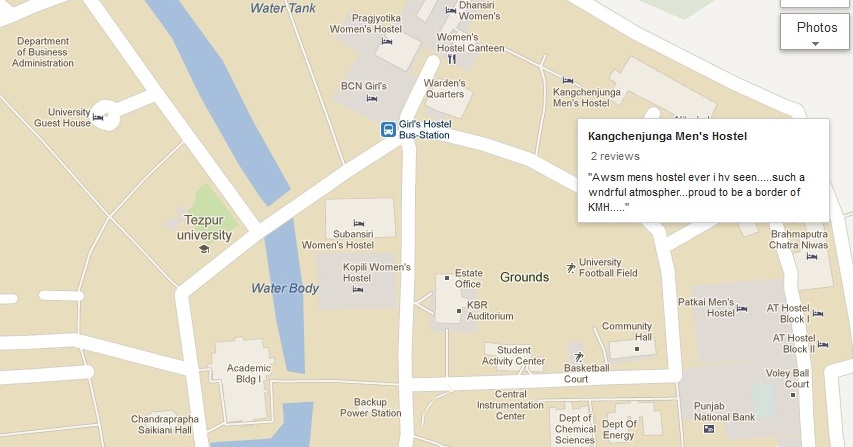 Water Tank
Dhansiri
Women's
Photos
Pragjyotika
Women's Hostel
Women's
Hostel Canteen
Department
of Business
Administration
BCN Girl's
Warden's
Quarters
Kangchenjunga
Men's Hostel
University
Guest House
Girl's Hostel
Bus-Station
Kangchenjunga Men's Hostel
2 reviews
"Awsm mens hostel ever i hv seen.....such a
wndrful atmospher...proud to be a border of
KMH....."
Tezpur
university
Subansiri
Women's Hostel
Brahmaputra
Chatra Niwas
Kopili Women's
Hostel
Water Body
Estate
Office
Grounds
University
Football Field
KBR
Auditorium
Patkai Men's
Hostel
AT Hostel
Block I
AT Hostel
Block II
Community
Hall
Student
Activity Center
Basketball
Court
Academic
Bldg I
Volley Ball
Court
Backup
Power Station
Central
Instrumentation
Center
Chandraprapha
Saikiani Hall
Dept of
Chemical
Sciences
Dept Of
Energy
Punjab
National Bank